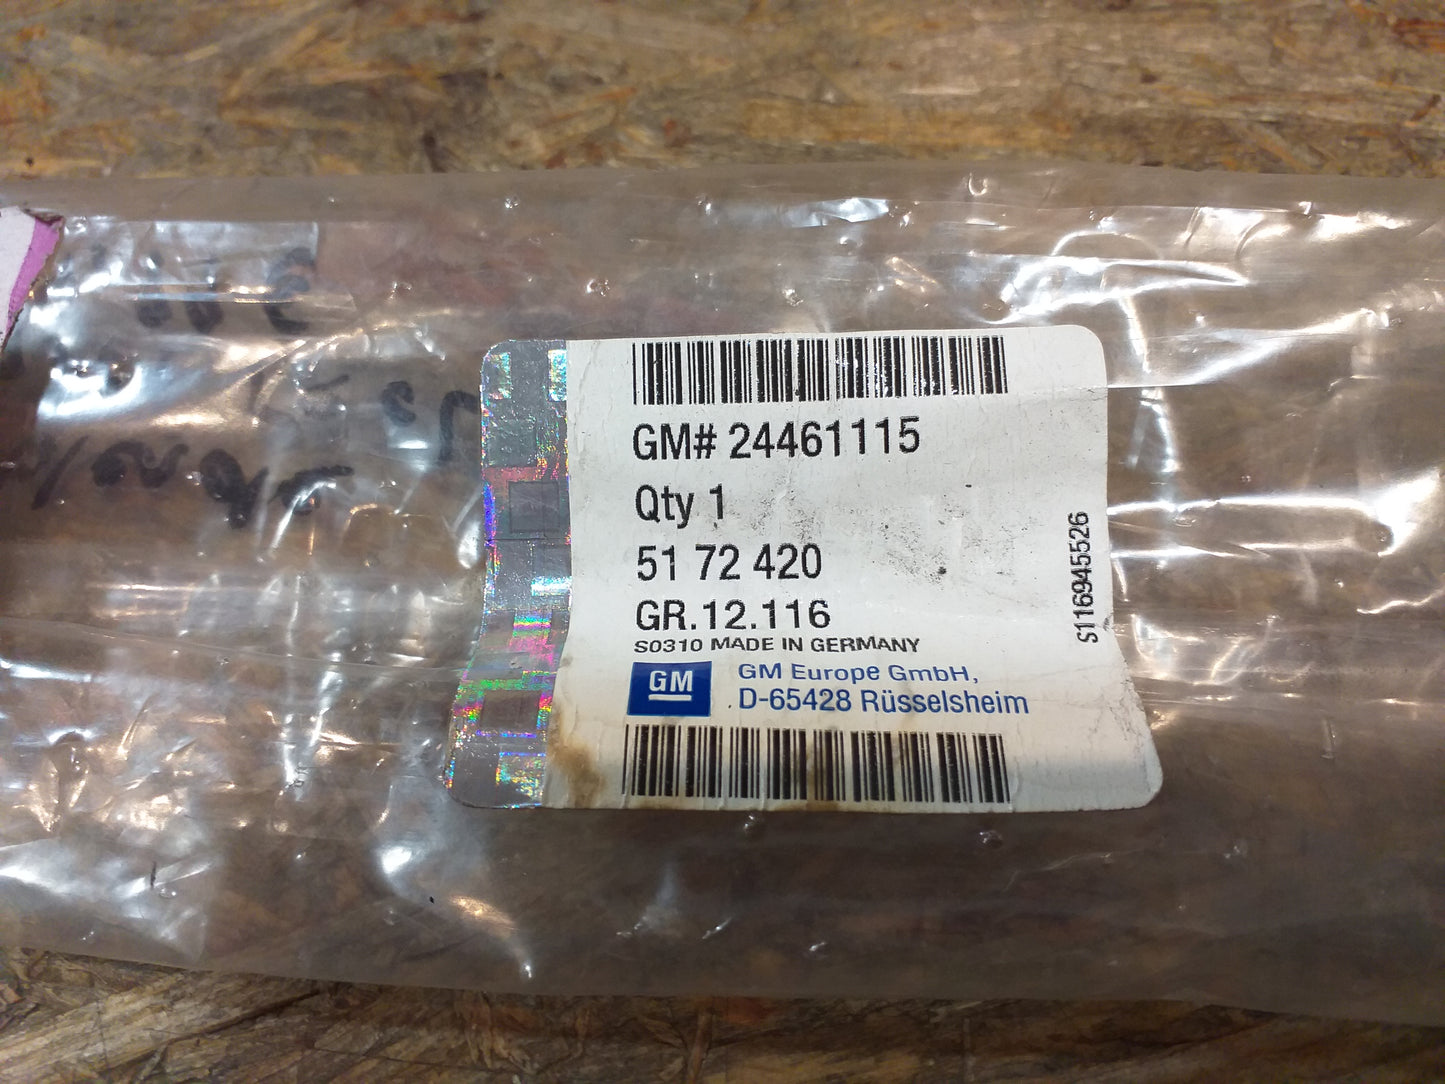 GM# 24461115
Qty 1
51 72 420
GR.12.116
S0310 MADE IN GERMANY
GM
GM Europe GmbH,
D-65428 Rüsselsheim
S116945526